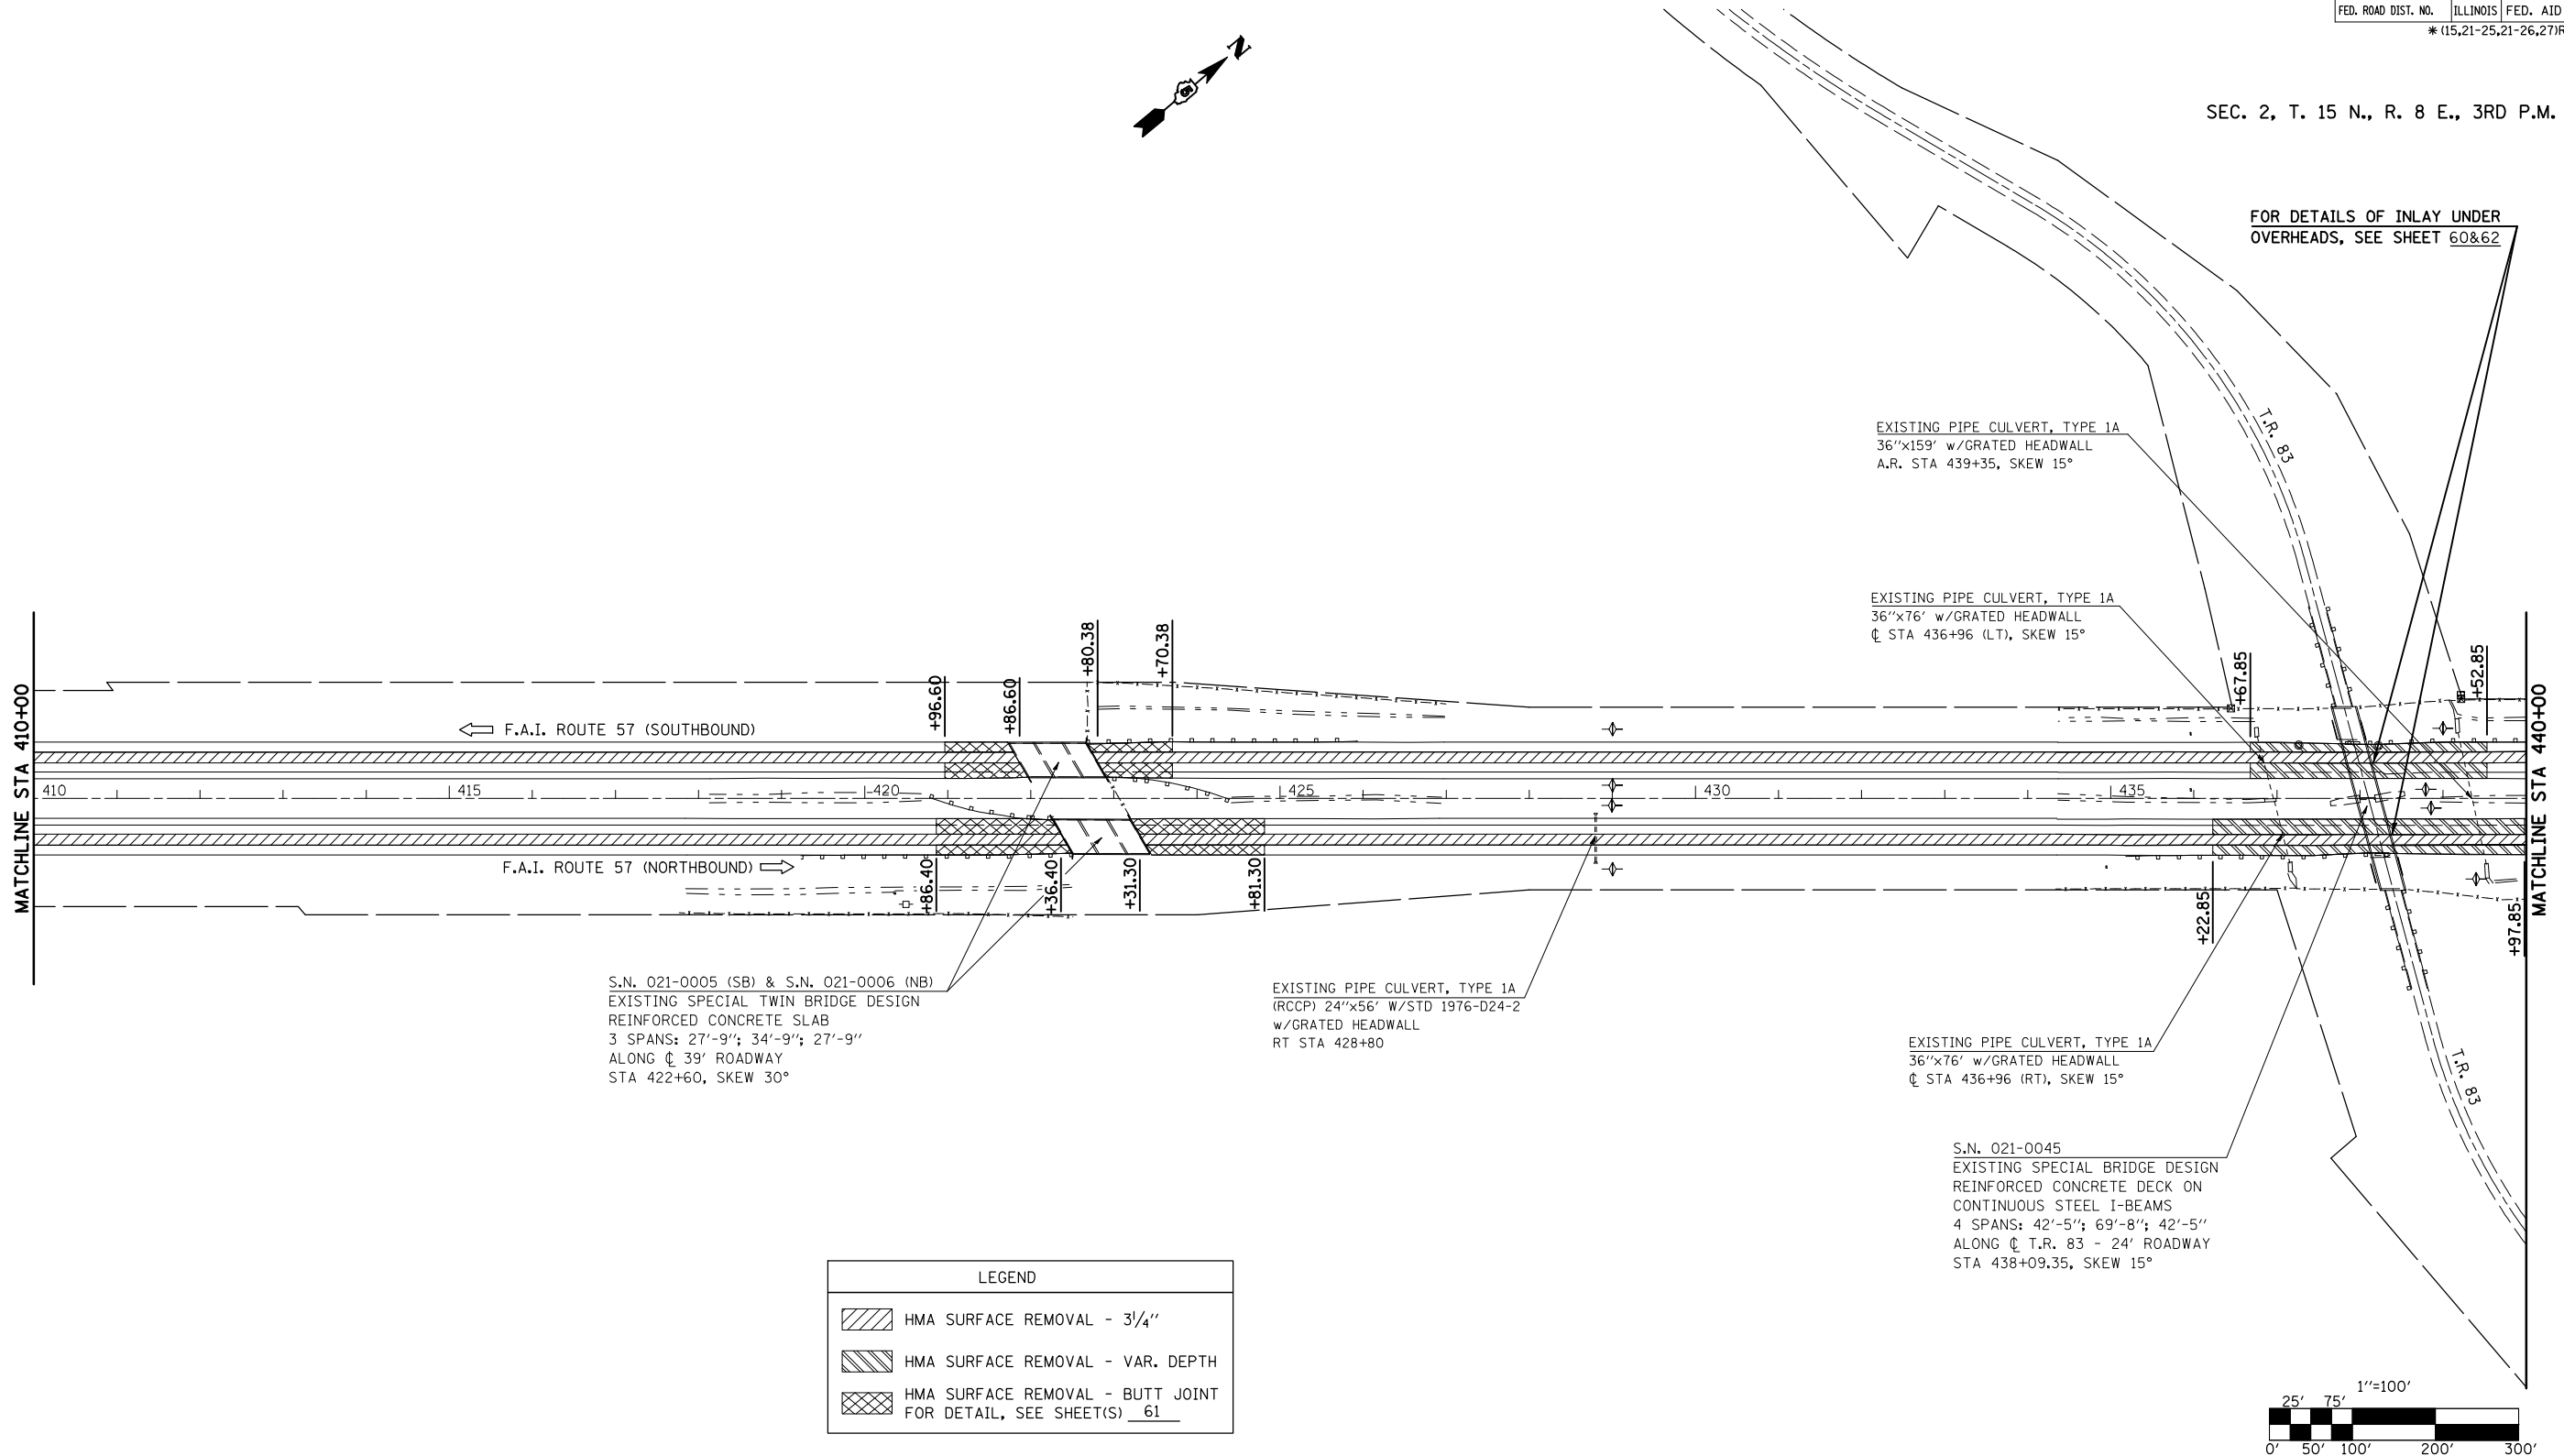 FED. ROAD DIST. NO. ILLINOIS FED. AID
*(15,21-25,21-26,27)R
N
5
SEC. 2, T. 15 N., R. 8 E., 3RD P.M.
FOR DETAILS OF INLAY UNDER
OVERHEADS, SEE SHEET 60&62
T.R. 83
EXISTING PIPE CULVERT, TYPE 1A
36"x159' w/GRATED HEADWALL
A.R. STA 439+35, SKEW 15°
EXISTING PIPE CULVERT, TYPE 1A
36"x76' w/GRATED HEADWALL
℄ STA 436+96 (LT), SKEW 15°
MATCHLINE STA 410+00
+96.60
+86.60
+80.38
+70.38
+67.85
+52.85
MATCHLINE STA 440+00
F.A.I. ROUTE 57 (SOUTHBOUND)
410
415
420
425
430
435
F.A.I. ROUTE 57 (NORTHBOUND)
+86.40
+36.40
+31.30
+81.30
+22.85
+97.85
S.N. 021-0005 (SB) & S.N. 021-0006 (NB)
EXISTING SPECIAL TWIN BRIDGE DESIGN
REINFORCED CONCRETE SLAB
3 SPANS: 27'-9"; 34'-9"; 27'-9"
ALONG ℄ 39' ROADWAY
STA 422+60, SKEW 30°
EXISTING PIPE CULVERT, TYPE 1A
(RCCP) 24"x56' W/STD 1976-D24-2
w/GRATED HEADWALL
RT STA 428+80
EXISTING PIPE CULVERT, TYPE 1A
36"x76' w/GRATED HEADWALL
℄ STA 436+96 (RT), SKEW 15°
T.R. 83
S.N. 021-0045
EXISTING SPECIAL BRIDGE DESIGN
REINFORCED CONCRETE DECK ON
CONTINUOUS STEEL I-BEAMS
4 SPANS: 42'-5"; 69'-8"; 42'-5"
ALONG ℄ T.R. 83 - 24' ROADWAY
STA 438+09.35, SKEW 15°
LEGEND
HMA SURFACE REMOVAL - 3 1/4"
HMA SURFACE REMOVAL - VAR. DEPTH
HMA SURFACE REMOVAL - BUTT JOINT
FOR DETAIL, SEE SHEET(S) 61
1"=100'
25' 75'
0' 50' 100' 200' 300'